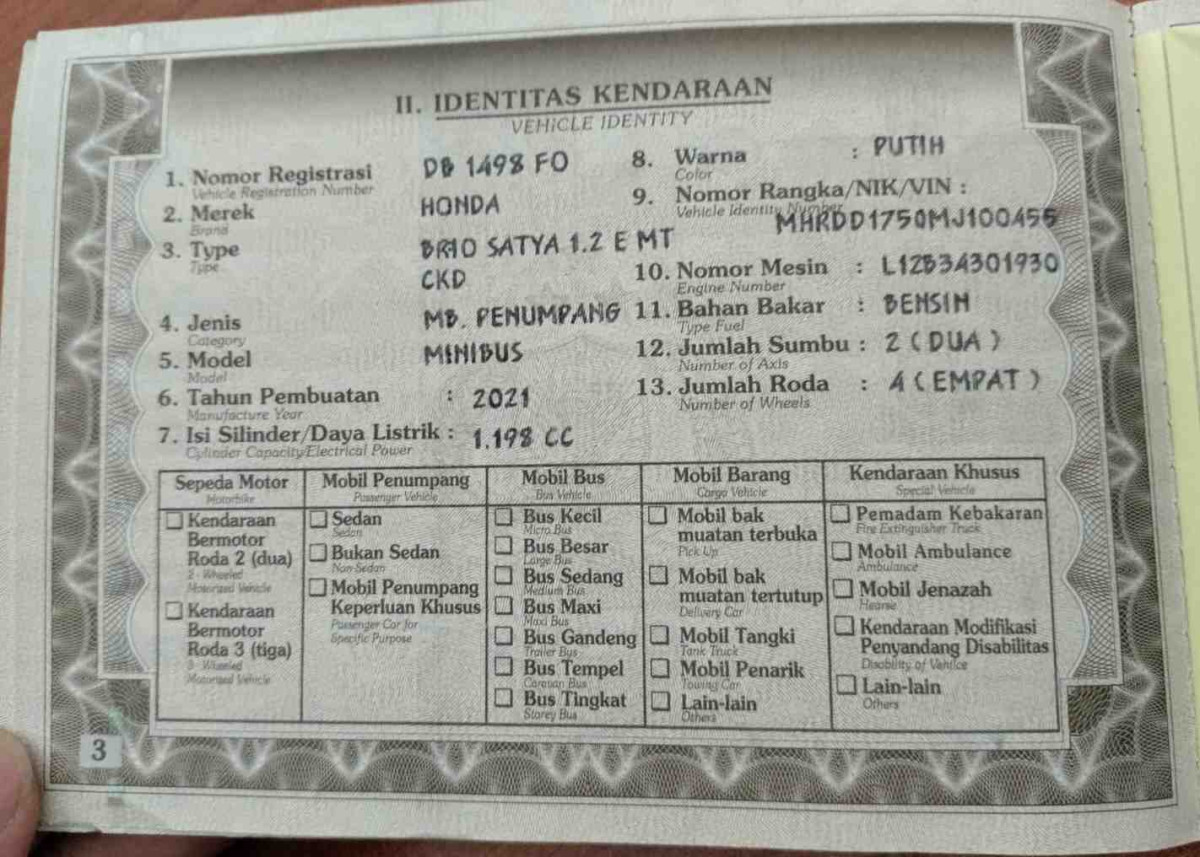 II. IDENTITAS KENDARAAN
VEHICLE IDENTITY
1. Nomor Registrasi DB 1498 FO
Vehicle Registration Number
2. Merek HONDA
Brand
3. Type BRIO SATYA 1.2 E MT
Type CKD
4. Jenis MB. PENUMPANG
Category
5. Model MINIBUS
Model
6. Tahun Pembuatan : 2021
Manufacture Year
7. Isi Silinder/Daya Listrik : 1.198 CC
Cylinder Capacity/Electrical Power
8. Warna : PUTIH
Color
9. Nomor Rangka/NIK/VIN :
Vehicle Identity Number
MHRDD1750MJ100455
10. Nomor Mesin : L12B34301930
Engine Number
11. Bahan Bakar : BENSIN
Type Fuel
12. Jumlah Sumbu : 2 (DUA)
Number of Axis
13. Jumlah Roda : 4 (EMPAT)
Number of Wheels
Sepeda Motor
Motorbike
Kendaraan
Bermotor
Roda 2 (dua)
2 - Wheeled
Motorized Vehicle
Kendaraan
Bermotor
Roda 3 (tiga)
3 - Wheeled
Motorized Vehicle
Mobil Penumpang
Passenger Vehicle
Sedan
Sedan
Bukan Sedan
Non Sedan
Mobil Penumpang
Keperluan Khusus
Passenger Car for
Specific Purpose
Mobil Bus
Bus Vehicle
Bus Kecil
Micro Bus
Bus Besar
Large Bus
Bus Sedang
Medium Bus
Bus Maxi
Maxi Bus
Bus Gandeng
Trailer Bus
Bus Tempel
Caravan Bus
Bus Tingkat
Storey Bus
Mobil Barang
Cargo Vehicle
Mobil bak
muatan terbuka
Pick Up
Mobil bak
muatan tertutup
Delivery Car
Mobil Tangki
Tank Truck
Mobil Penarik
Towing Car
Lain-lain
Others
Kendaraan Khusus
Special Vehicle
Pemadam Kebakaran
Fire Extinguisher Truck
Mobil Ambulance
Ambulance
Mobil Jenazah
Hearse
Kendaraan Modifikasi
Penyandang Disabilitas
Disability of Vehilce
Lain-lain
Others
3